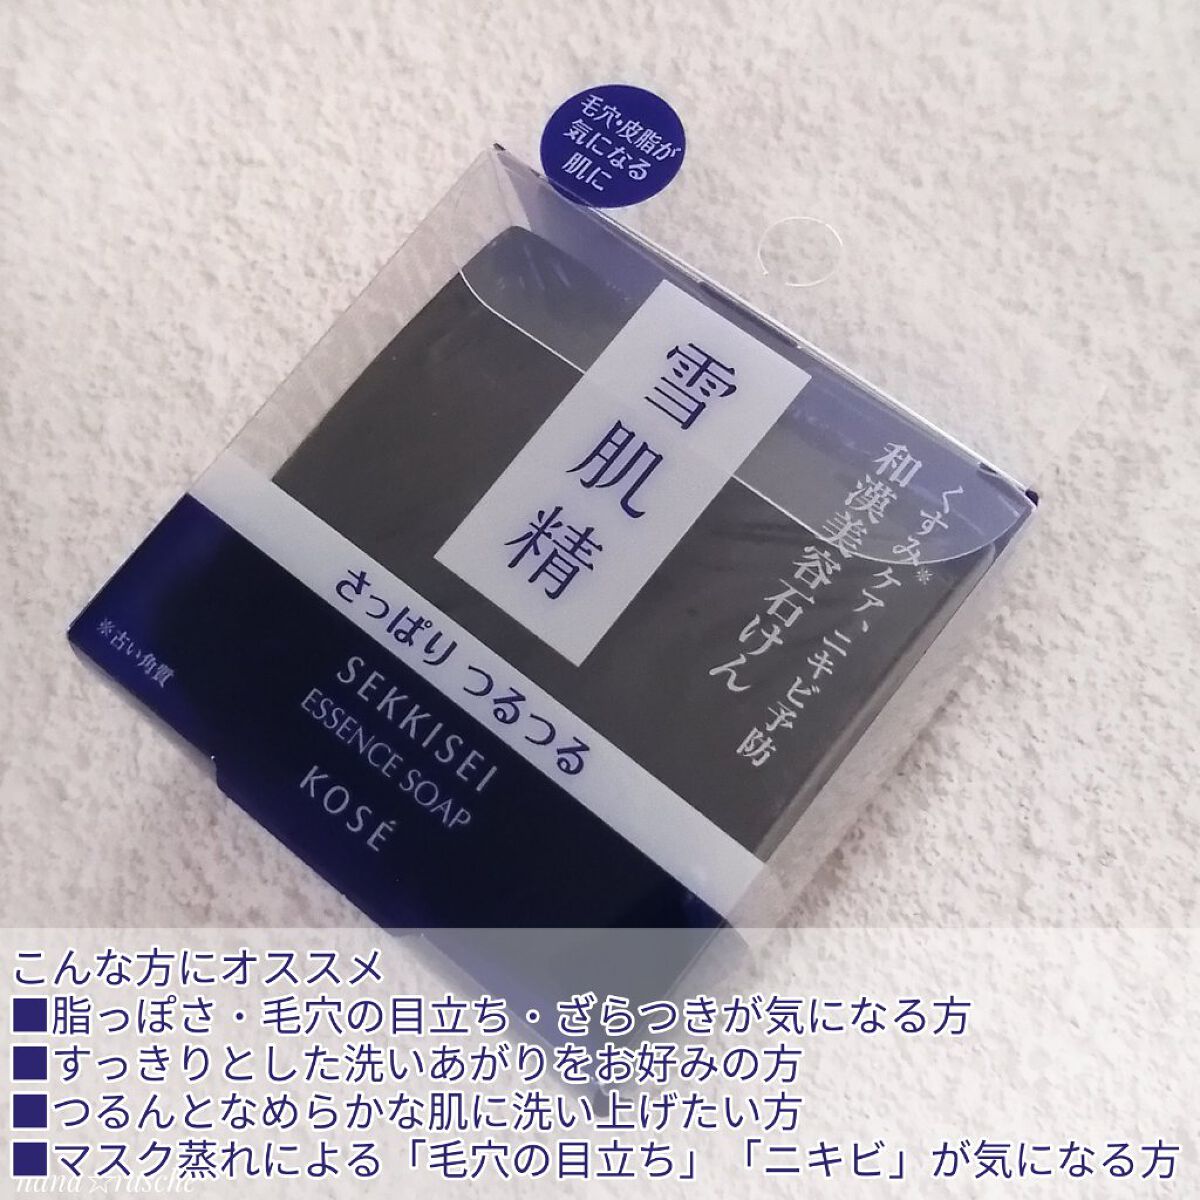 毛穴・皮脂が
気になる
肌に
雪肌精
くすみ※ケア、ニキビ予防
和漢美容石けん
さっぱり つるつる
SEKKISEI
ESSENCE SOAP
KOSÉ
※古い角質
こんな方にオススメ
■脂っぽさ・毛穴の目立ち・ざらつきが気になる方
■すっきりとした洗いあがりをお好みの方
■つるんとなめらかな肌に洗い上げたい方
■マスク蒸れによる「毛穴の目立ち」「ニキビ」が気になる方
nana☆rasche